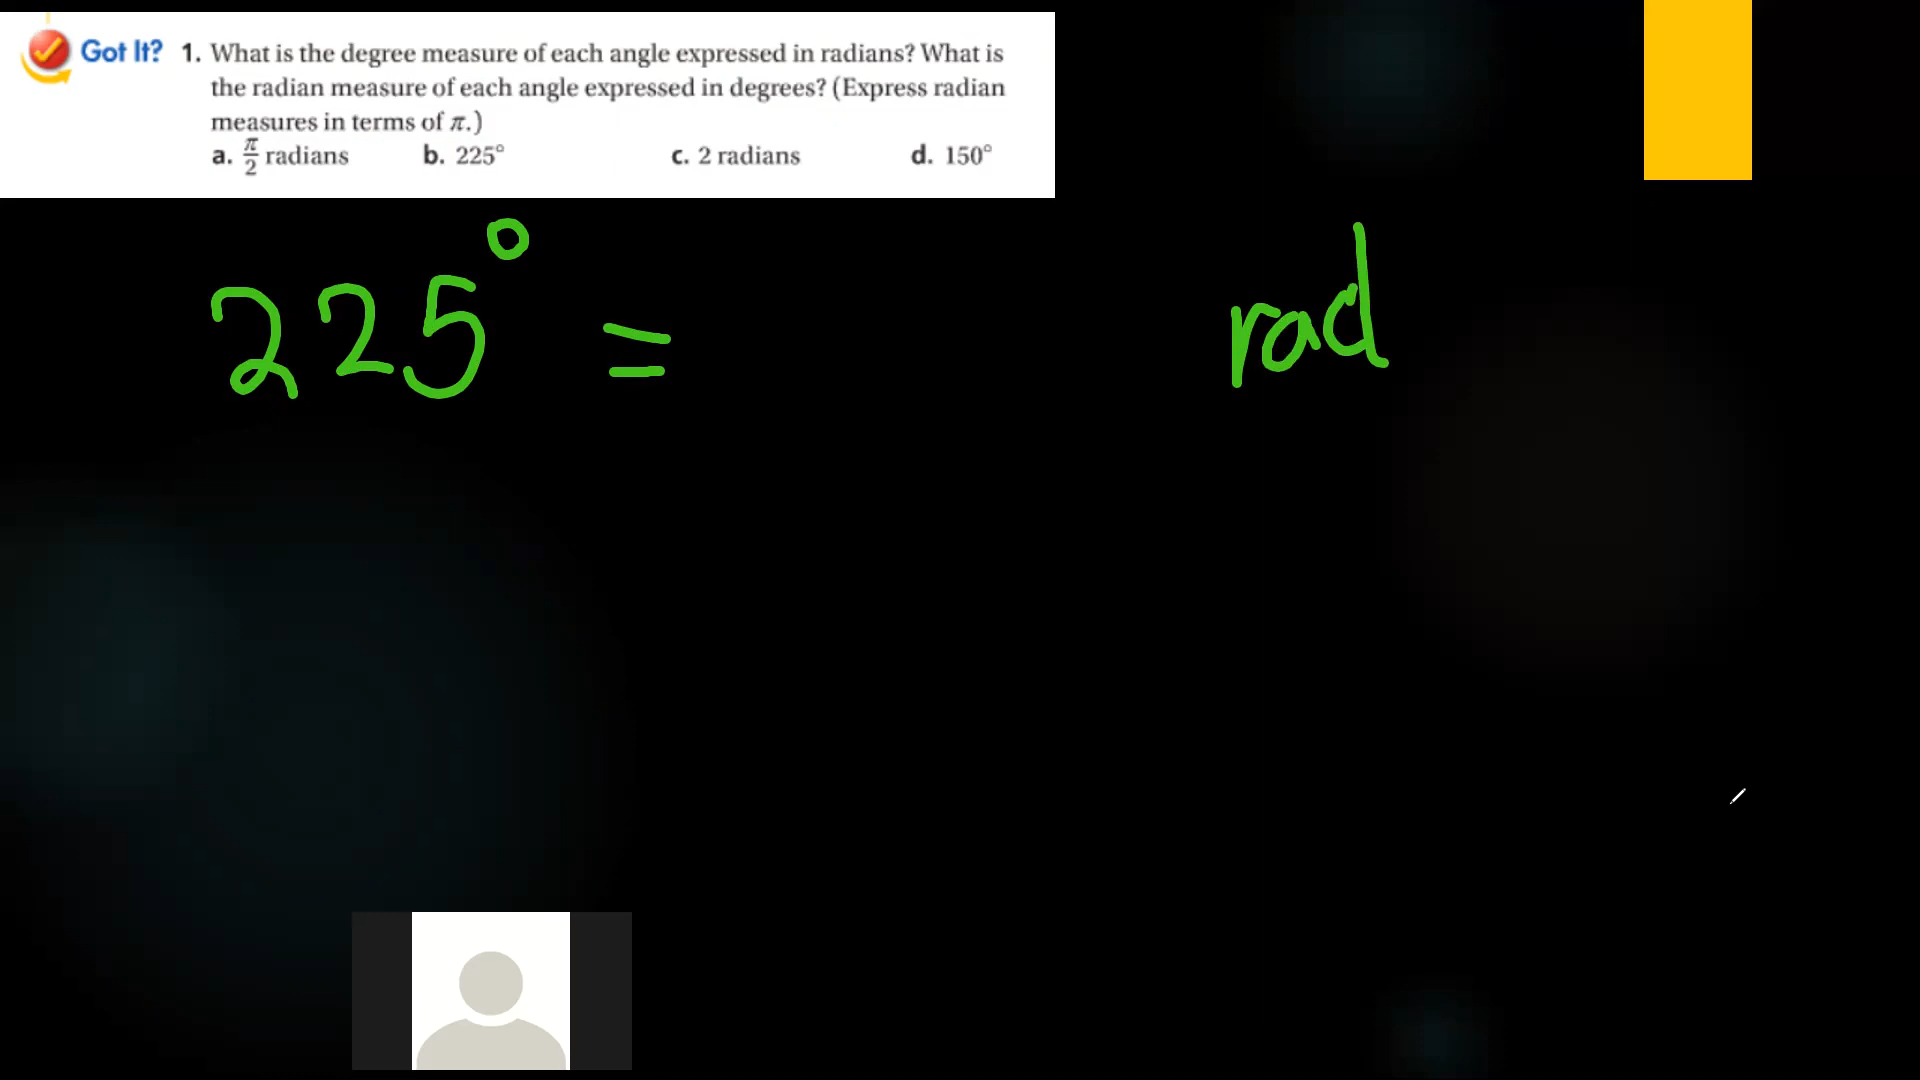 Got It? 1. What is the degree measure of each angle expressed in radians? What is
the radian measure of each angle expressed in degrees? (Express radian
measures in terms of π.)
a. π/2 radians b. 225° c. 2 radians d. 150°
225° = rad